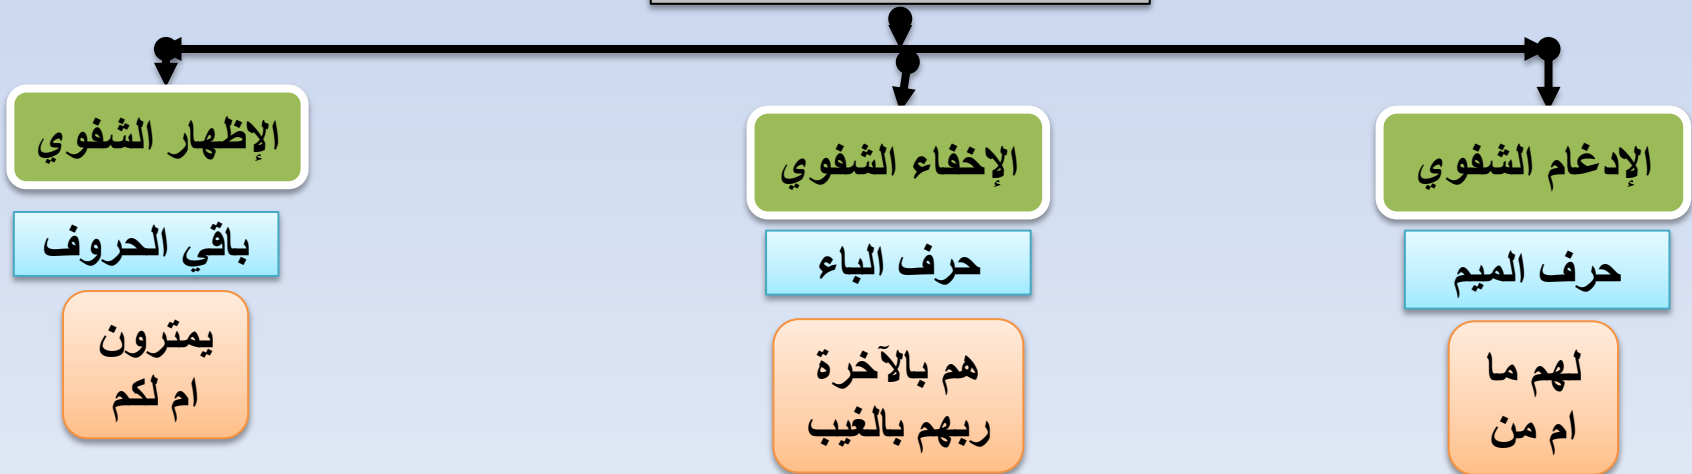 الإدغام الشفوي
حرف الميم
لهم ما
ام من
الإخفاء الشفوي
حرف الباء
هم بالآخرة
ربهم بالغيب
الإظهار الشفوي
باقي الحروف
يمترون
ام لكم